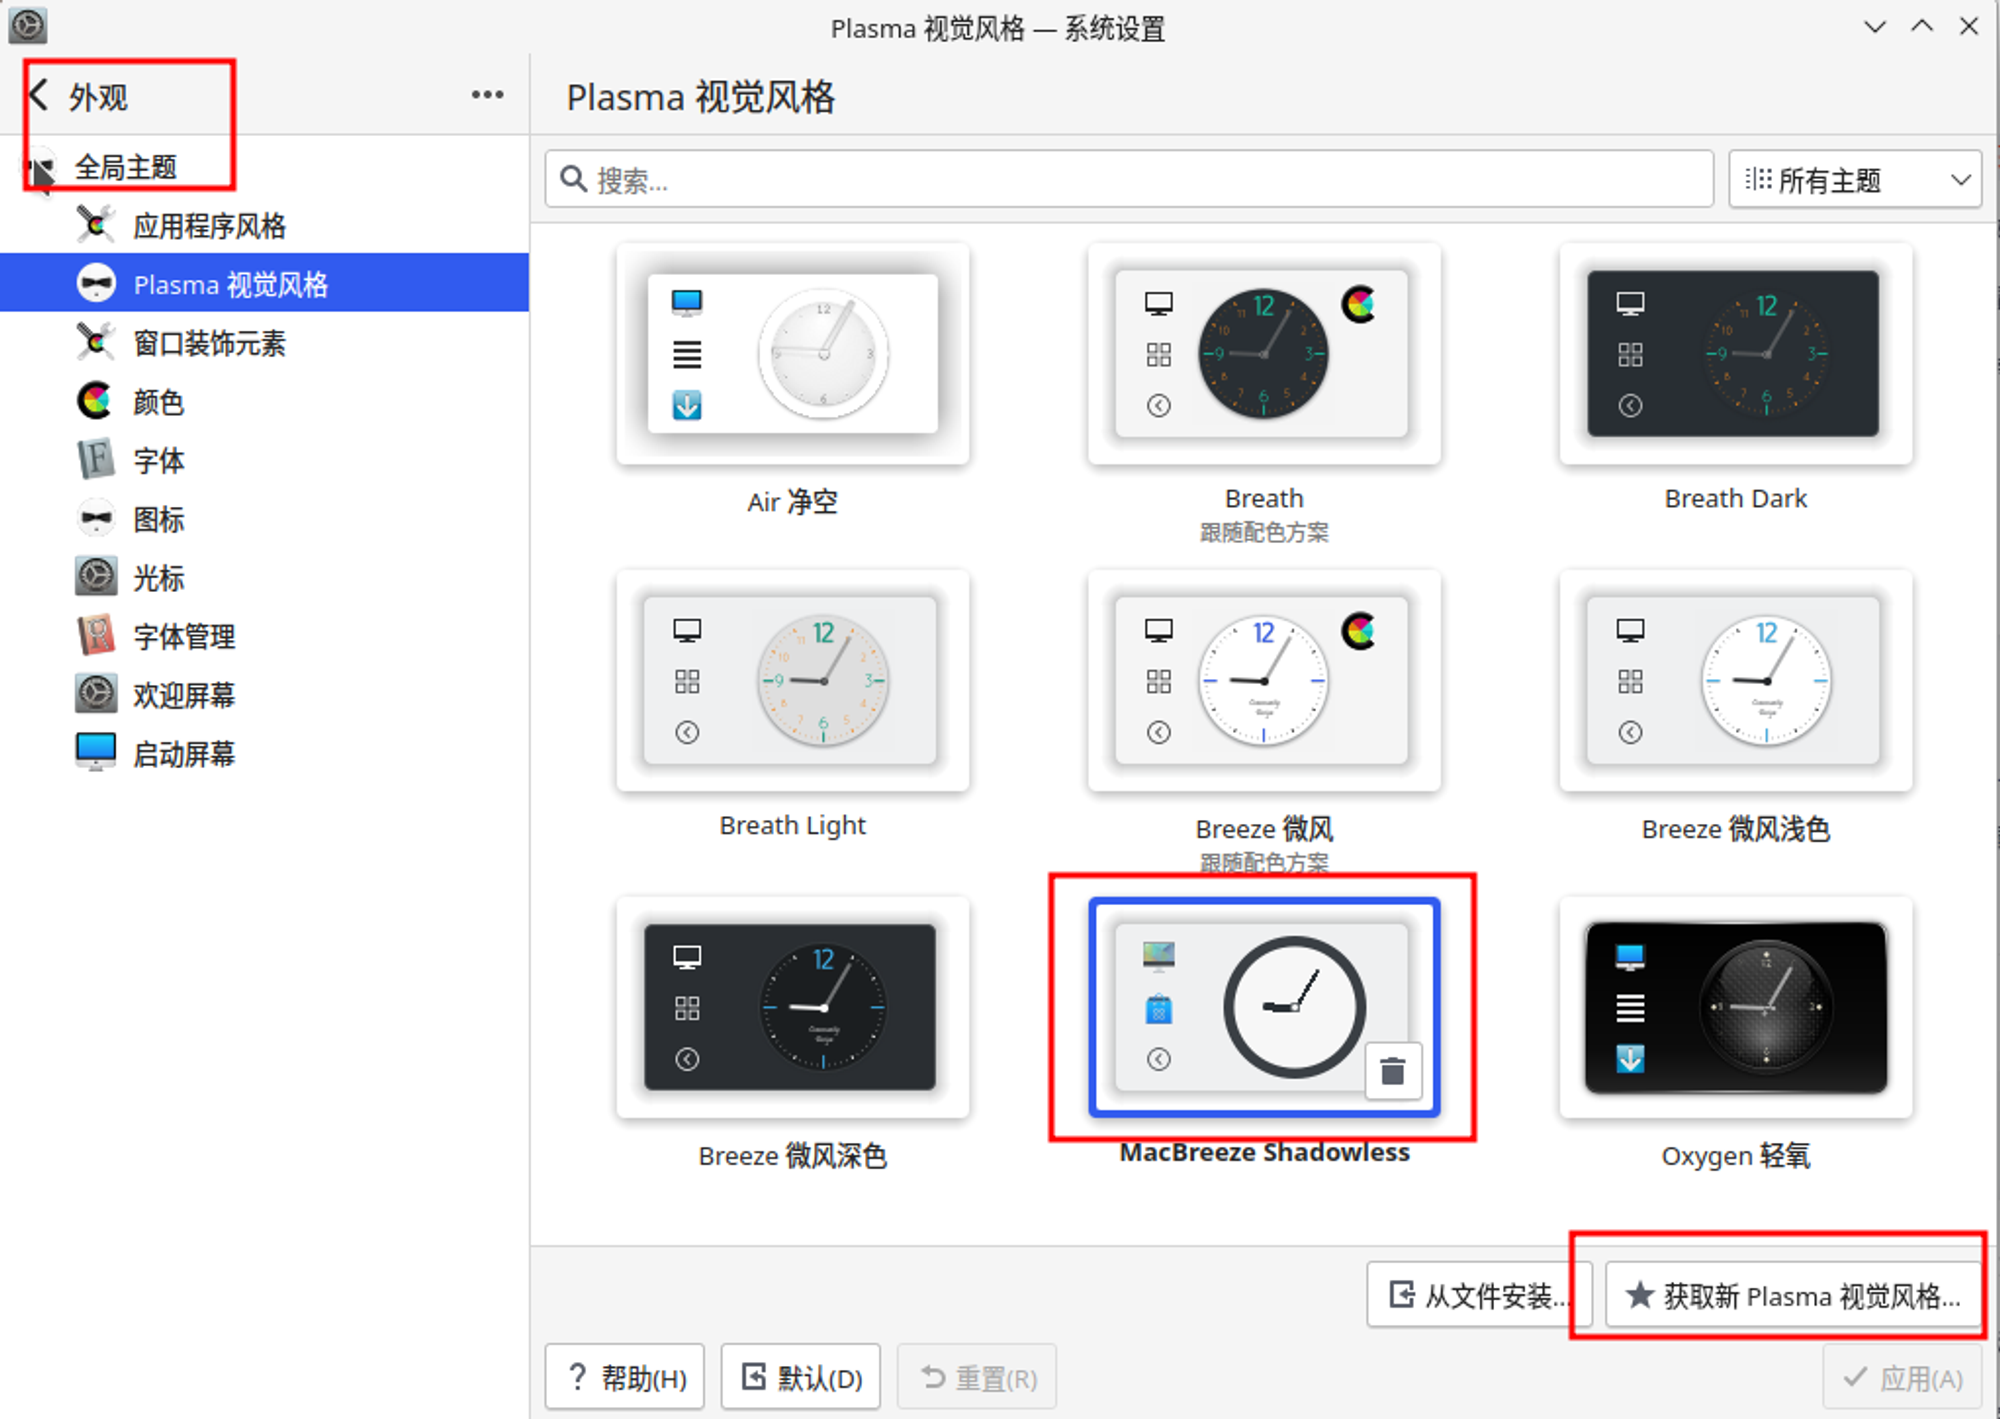 Plasma 视觉风格 — 系统设置
外观
全局主题
应用程序风格
Plasma 视觉风格
窗口装饰元素
颜色
字体
图标
光标
字体管理
欢迎屏幕
启动屏幕
Plasma 视觉风格
搜索...
所有主题
Air 净空
Breath
跟随配色方案
Breath Dark
Breath Light
Breeze 微风
跟随配色方案
Breeze 微风浅色
Breeze 微风深色
MacBreeze Shadowless
Oxygen 轻氧
从文件安装...
获取新 Plasma 视觉风格...
帮助(H)
默认(D)
重置(R)
应用(A)